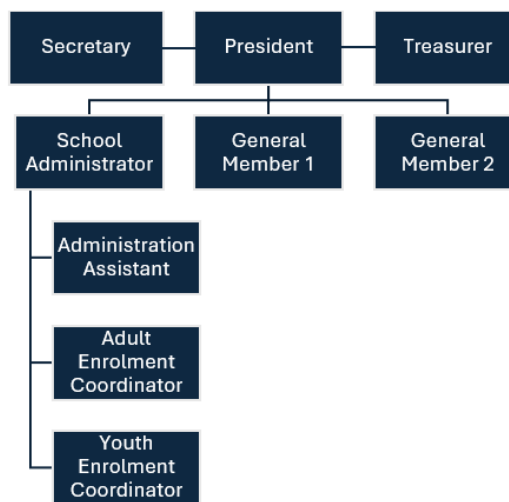 Secretary
President
Treasurer
School
Administrator
General
Member 1
General
Member 2
Administration
Assistant
Adult
Enrolment
Coordinator
Youth
Enrolment
Coordinator